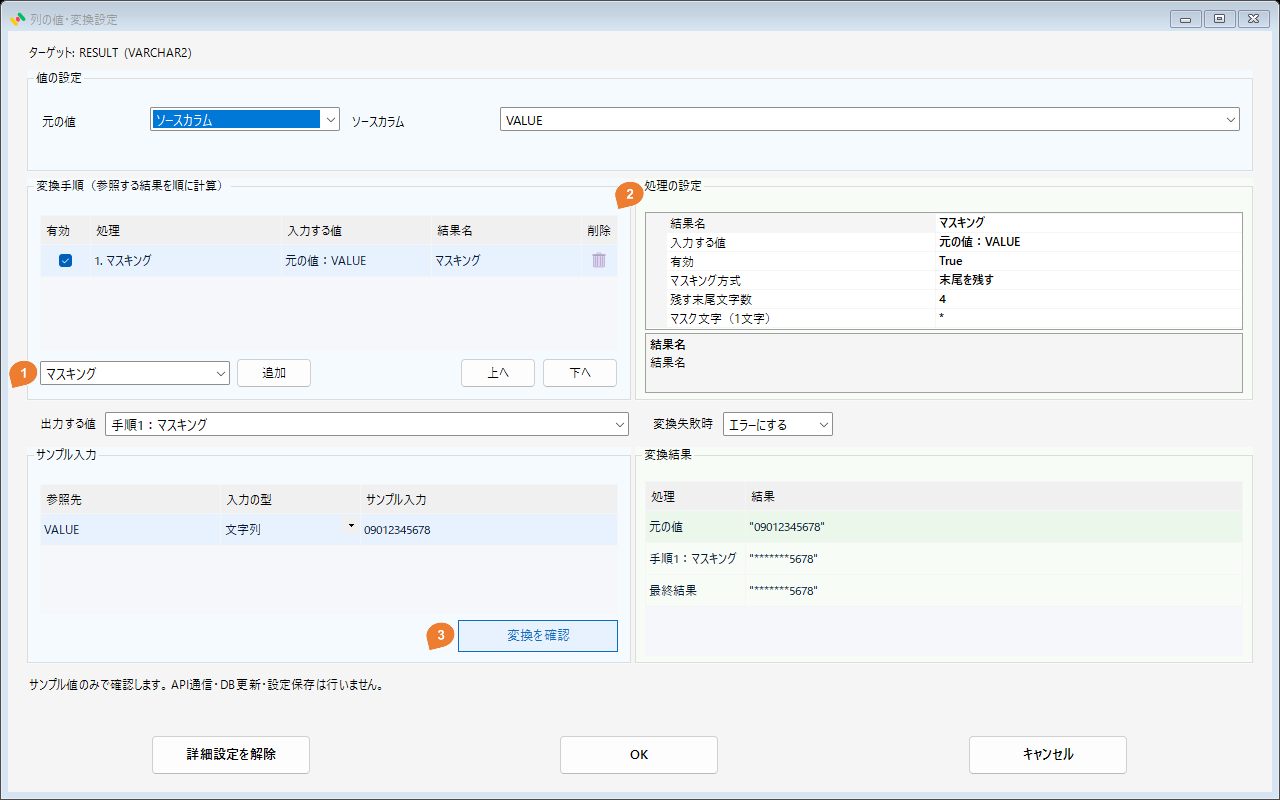 列の値・変換設定
ターゲット: RESULT (VARCHAR2)
値の設定
元の値 ソースカラム ソースカラム VALUE
変換手順（参照する結果を順に計算）
有効 処理 入力する値 結果名 削除
1. マスキング 元の値：VALUE マスキング
1 マスキング 追加 上へ 下へ
2 処理の設定
結果名 マスキング
入力する値 元の値：VALUE
有効 True
マスキング方式 末尾を残す
残す末尾文字数 4
マスク文字（1文字） *
結果名
結果名
出力する値 手順1：マスキング 変換失敗時 エラーにする
サンプル入力
参照先 入力の型 サンプル入力
VALUE 文字列 09012345678
3 変換を確認
変換結果
処理 結果
元の値 "09012345678"
手順1：マスキング "*******5678"
最終結果 "*******5678"
サンプル値のみで確認します。API通信・DB更新・設定保存は行いません。
詳細設定を解除 OK キャンセル